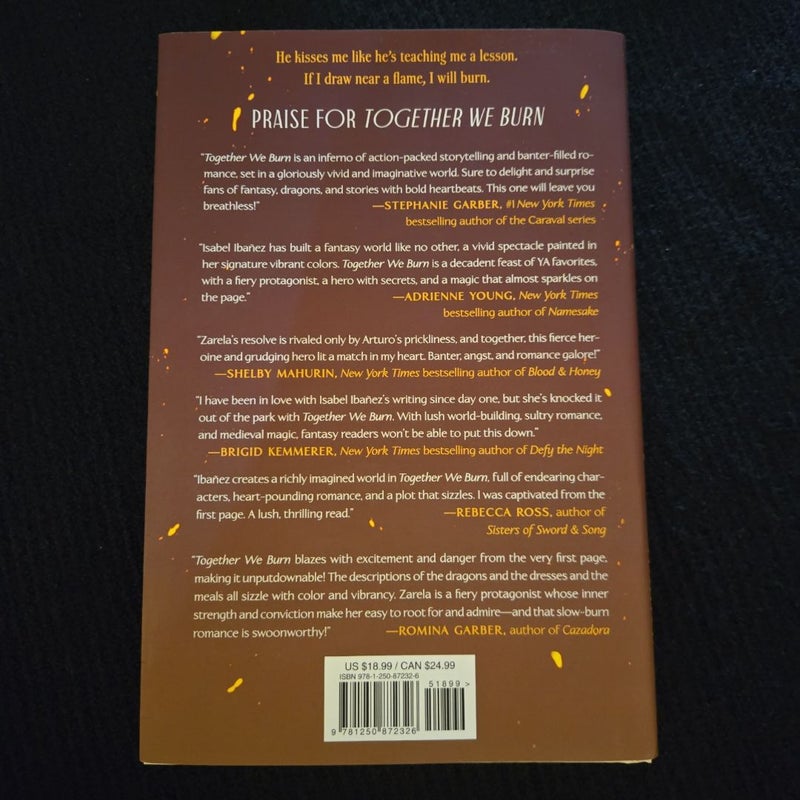 He kisses me like he's teaching me a lesson.
If I draw near a flame, I will burn.
PRAISE FOR TOGETHER WE BURN
"Together We Burn is an inferno of action-packed storytelling and banter-filled ro-
mance, set in a gloriously vivid and imaginative world. Sure to delight and surprise
fans of fantasy, dragons, and stories with bold heartbeats. This one will leave you
breathless!" —STEPHANIE GARBER, #1 New York Times
bestselling author of the Caraval series
"Isabel Ibañez has built a fantasy world like no other, a vivid spectacle painted in
her signature vibrant colors. Together We Burn is a decadent feast of YA favorites,
with a fiery protagonist, a hero with secrets, and a magic that almost sparkles on
the page." —ADRIENNE YOUNG, New York Times
bestselling author of Namesake
"Zarela's resolve is rivaled only by Arturo's prickliness, and together, this fierce her-
oine and grudging hero lit a match in my heart. Banter, angst, and romance galore!"
—SHELBY MAHURIN, New York Times bestselling author of Blood & Honey
"I have been in love with Isabel Ibañez's writing since day one, but she's knocked it
out of the park with Together We Burn. With lush world-building, sultry romance,
and medieval magic, fantasy readers won't be able to put this down."
—BRIGID KEMMERER, New York Times bestselling author of Defy the Night
"Ibañez creates a richly imagined world in Together We Burn, full of endearing char-
acters, heart-pounding romance, and a plot that sizzles. I was captivated from the
first page. A lush, thrilling read." —REBECCA ROSS, author of
Sisters of Sword & Song
"Together We Burn blazes with excitement and danger from the very first page,
making it unputdownable! The descriptions of the dragons and the dresses and the
meals all sizzle with color and vibrancy. Zarela is a fiery protagonist whose inner
strength and conviction make her easy to root for and admire—and that slow-burn
romance is swoonworthy!" —ROMINA GARBER, author of Cazadora
US $18.99 / CAN $24.99
ISBN 978-1-250-87232-6
51899 >
9 781250 872326